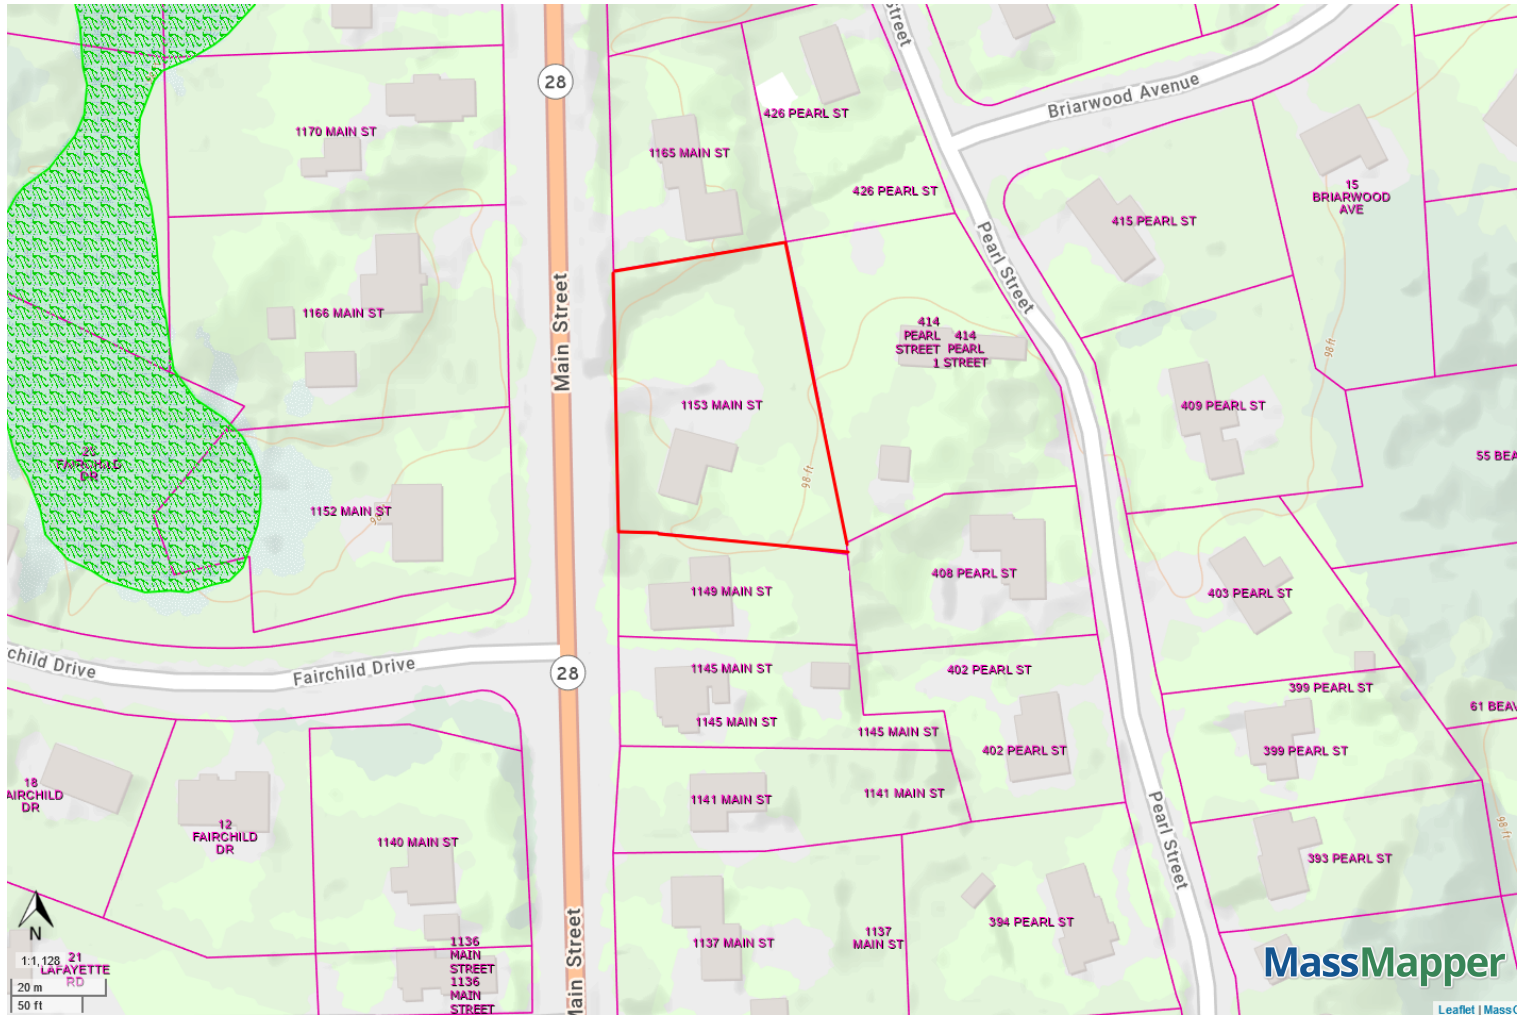 Street
28
Briarwood Avenue
426 PEARL ST
1170 MAIN ST
1165 MAIN ST
426 PEARL ST
15
BRIARWOOD
AVE
415 PEARL ST
Pearl Street
1166 MAIN ST
Main Street
414
PEARL
STREET
414
PEARL
1 STREET
98 ft
1153 MAIN ST
409 PEARL ST
25
FAIRCHILD
DR
55 BEA
98 ft
1152 MAIN ST
408 PEARL ST
1149 MAIN ST
403 PEARL ST
child Drive
Fairchild Drive
28
1145 MAIN ST
402 PEARL ST
399 PEARL ST
61 BEAV
1145 MAIN ST
1145 MAIN ST
402 PEARL ST
399 PEARL ST
18
AIRCHILD
DR
1141 MAIN ST
1141 MAIN ST
Pearl Street
98 ft
12
FAIRCHILD
DR
1140 MAIN ST
393 PEARL ST
N
1:1,128
20 m
50 ft
21
LAFAYETTE
RD
1136
MAIN
STREET
1136
MAIN
STREET
Main Street
1137 MAIN ST
1137
MAIN ST
394 PEARL ST
MassMapper
Leaflet | MassG